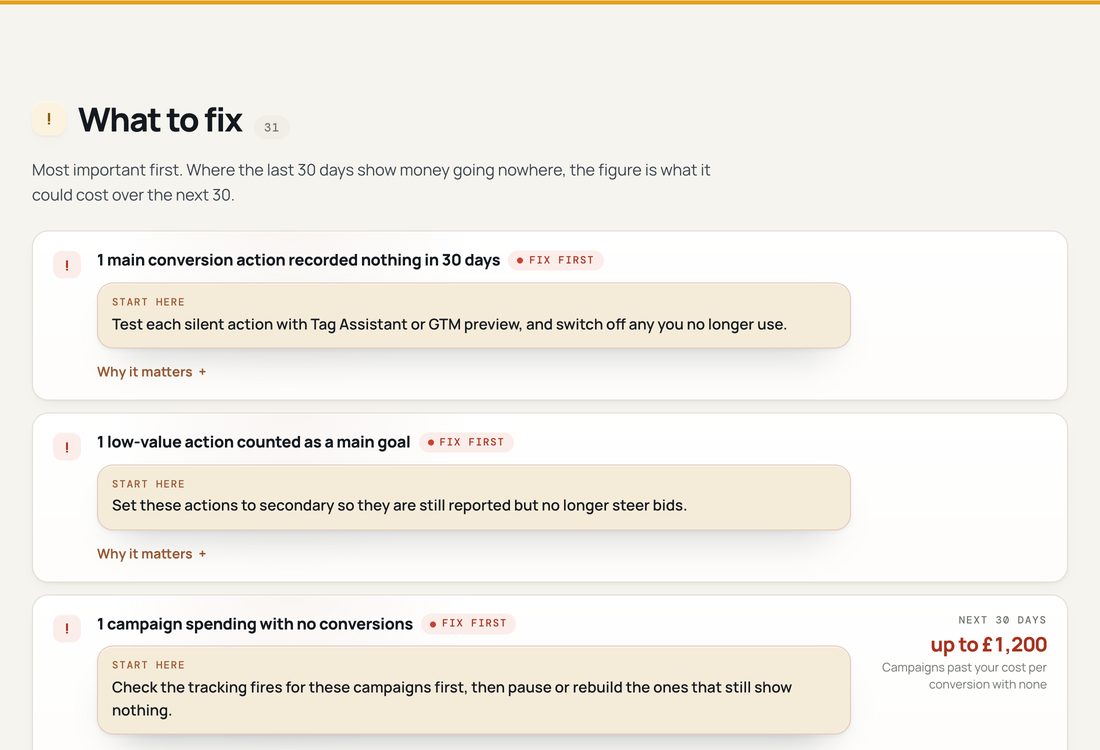 !
What to fix 31
Most important first. Where the last 30 days show money going nowhere, the figure is what it
could cost over the next 30.
!
1 main conversion action recorded nothing in 30 days
FIX FIRST
START HERE
Test each silent action with Tag Assistant or GTM preview, and switch off any you no longer use.
Why it matters +
!
1 low-value action counted as a main goal
FIX FIRST
START HERE
Set these actions to secondary so they are still reported but no longer steer bids.
Why it matters +
!
1 campaign spending with no conversions
FIX FIRST
START HERE
Check the tracking fires for these campaigns first, then pause or rebuild the ones that still show
nothing.
NEXT 30 DAYS
up to £1,200
Campaigns past your cost per
conversion with none